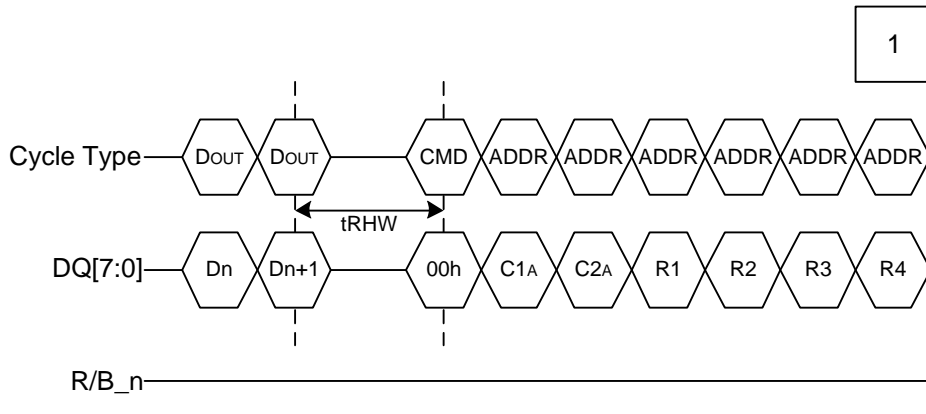 1
Cycle Type DOUT DOUT CMD ADDR ADDR ADDR ADDR ADDR ADDR
tRHW
DQ[7:0] Dn Dn+1 00h C1A C2A R1 R2 R3 R4
R/B_n